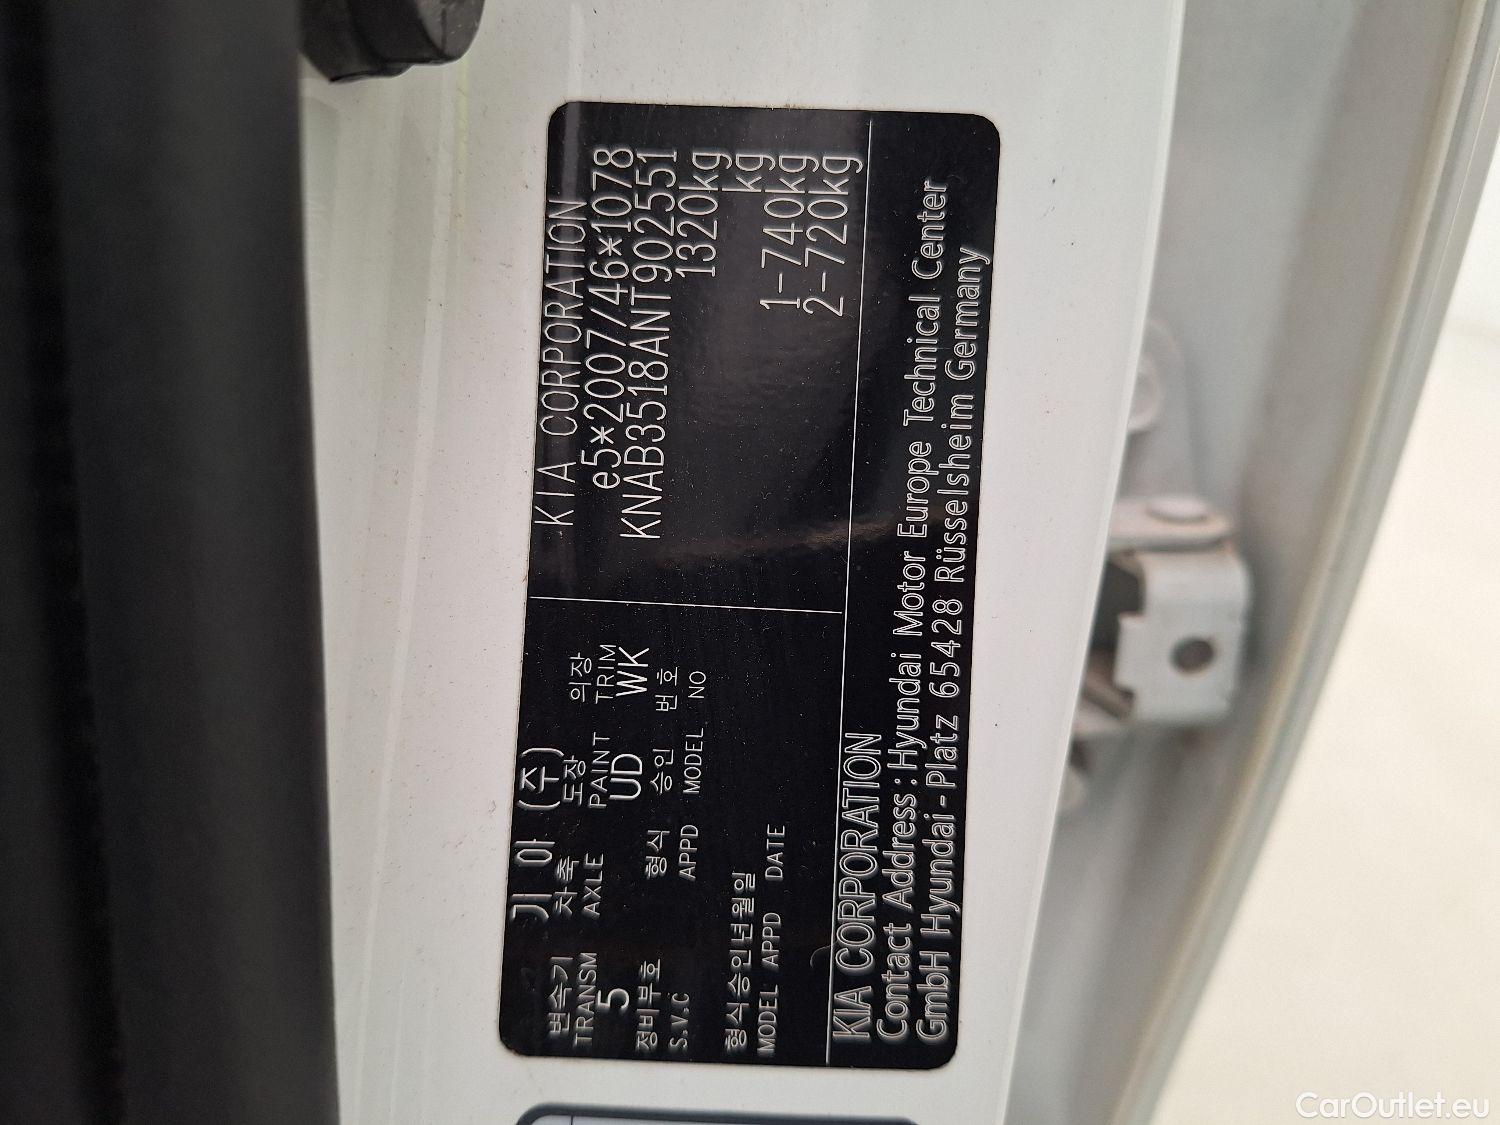 기아 (주)
변속기 차축 도장 의장
TRANSM AXLE PAINT TRIM
5 UD WK
정비부호 형식 승인 번호
S.V.C APPD MODEL NO
형식승인년월일
MODEL APPD DATE
KIA CORPORATION
e5*2007/46*1078
KNAB3518ANT902551
1320kg
kg
1-740kg
2-720kg
KIA CORPORATION
Contact Address : Hyundai Motor Europe Technical Center
GmbH Hyundai-Platz 65428 Rüsselsheim Germany
CarOutlet.eu